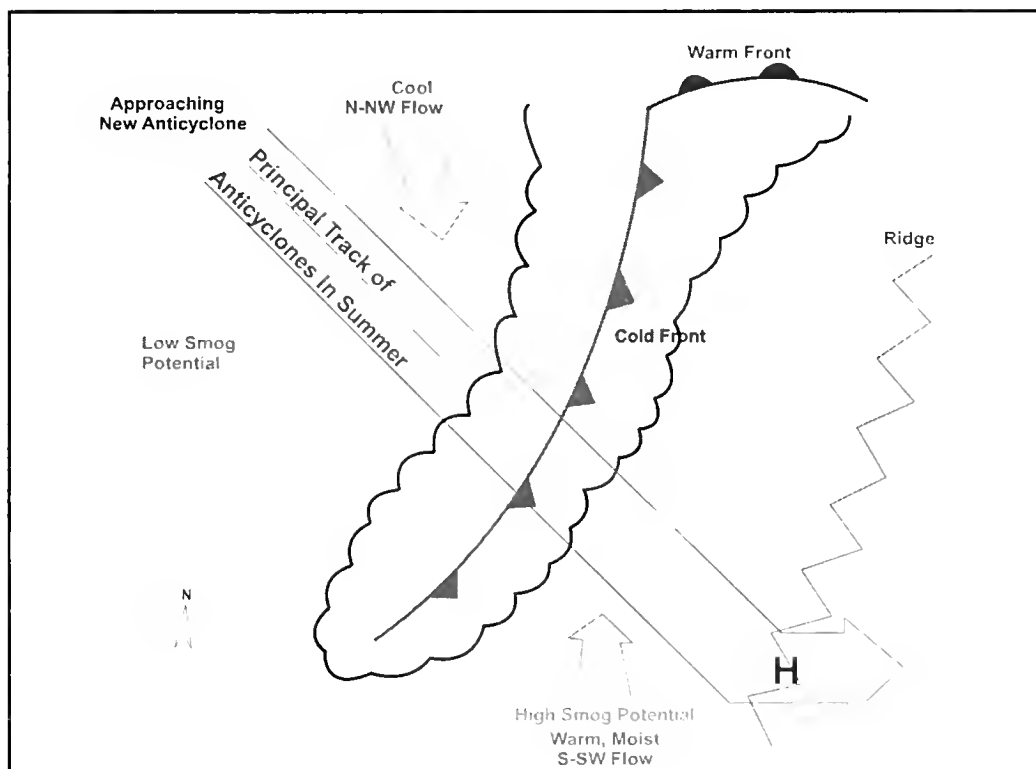 Warm Front
Approaching
New Anticyclone
Cool
N-NW Flow
Principal Track of
Anticyclones In Summer
Ridge
Low Smog
Potential
Cold Front
N
H
High Smog Potential
Warm, Moist
S-SW Flow